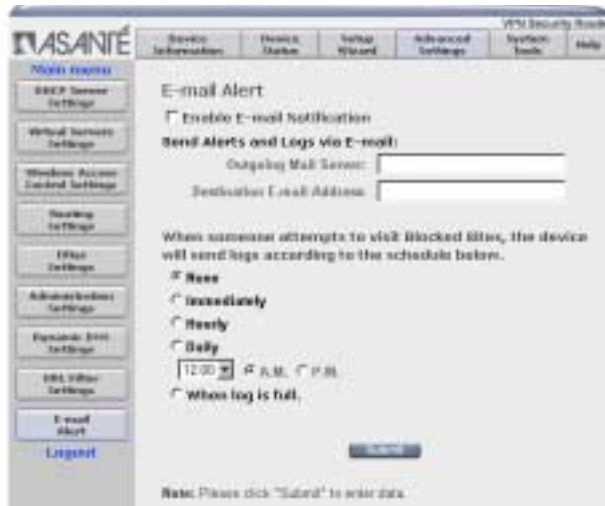 VPN Security Router
ASANTÉ
Device Information
Device Status
Setup Wizard
Advanced Settings
System Tools
Help
Main menu
DHCP Server Settings
Virtual Servers Settings
Wireless Access Control Settings
Routing Settings
Filter Settings
Administration Settings
Dynamic DNS Settings
URL Filter Settings
E-mail Alert
Logout
E-mail Alert
Enable E-mail Notification
Send Alerts and Logs via E-mail:
Outgoing Mail Server:
Destination E-mail Address:
When someone attempts to visit Blocked Sites, the device
will send logs according to the schedule below.
None
Immediately
Hourly
Daily
12:00 A.M. P.M.
When log is full.
Submit
Note: Please click "Submit" to enter data.